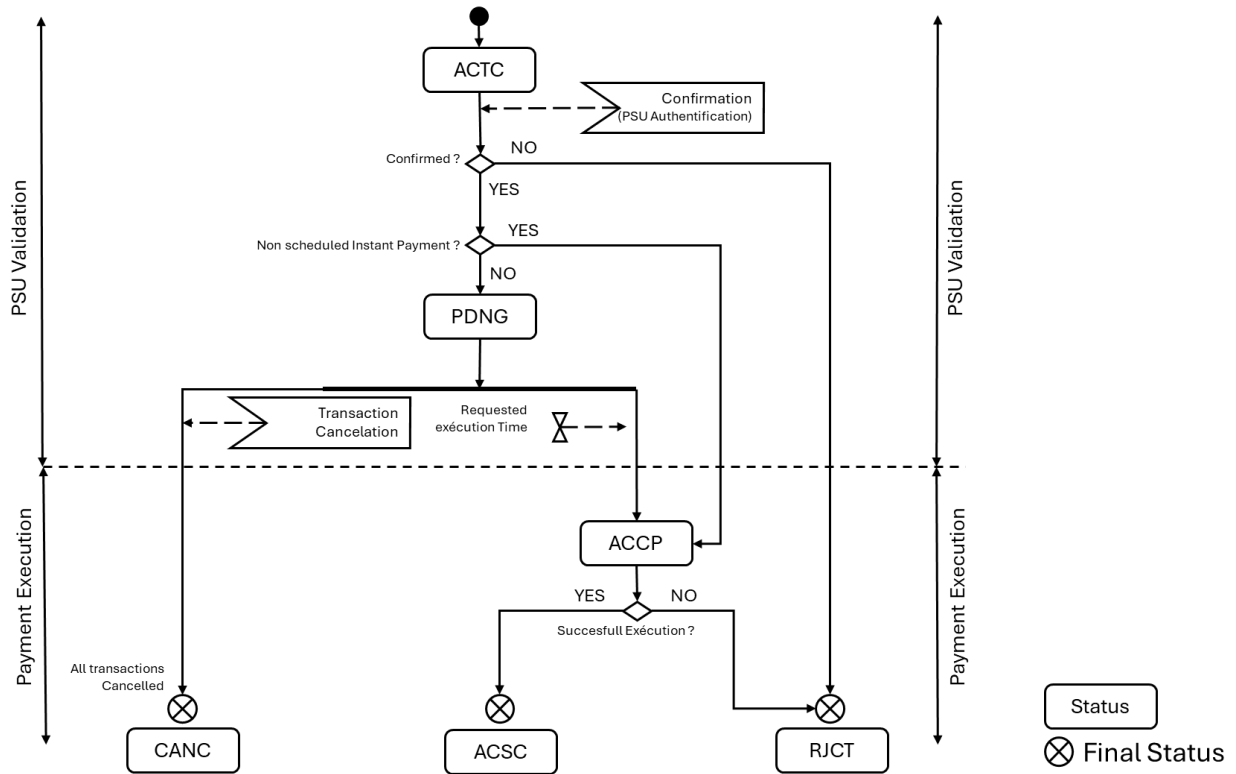 ACTC
Confirmation
(PSU Authentification)
Confirmed ?
NO
YES
PSU Validation
PSU Validation
Non scheduled Instant Payment ?
YES
NO
PDNG
Transaction
Cancelation
Requested
exécution Time
Payment Execution
Payment Execution
ACCP
YES
NO
Succesfull Exécution ?
All transactions
Cancelled
CANC
ACSC
RJCT
Status
Final Status